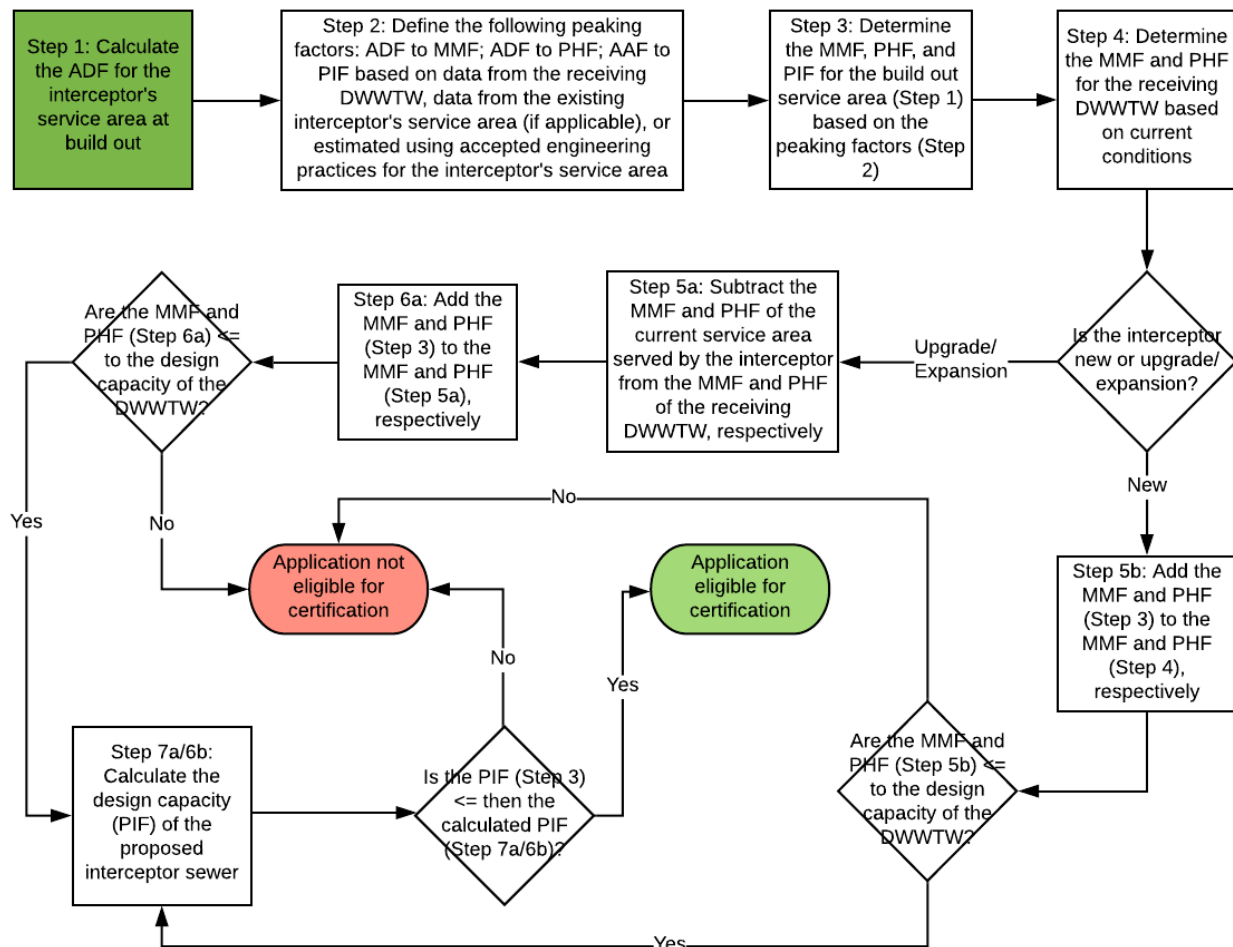 Step 1: Calculate
the ADF for the
interceptor's
service area at
build out
Step 2: Define the following peaking
factors: ADF to MMF; ADF to PHF; AAF to
PIF based on data from the receiving
DWWTW, data from the existing
interceptor's service area (if applicable), or
estimated using accepted engineering
practices for the interceptor's service area
Step 3: Determine
the MMF, PHF, and
PIF for the build out
service area (Step 1)
based on the
peaking factors (Step
2)
Step 4: Determine
the MMF and PHF
for the receiving
DWWTW based on
current conditions
Is the interceptor
new or upgrade/
expansion?
Upgrade/
Expansion
Step 5a: Subtract the
MMF and PHF of the
current service area
served by the interceptor
from the MMF and PHF
of the receiving
DWWTW, respectively
Step 6a: Add the
MMF and PHF
(Step 3) to the
MMF and PHF
(Step 5a),
respectively
Are the MMF and
PHF (Step 6a) <=
to the design
capacity of the
DWWTW?
Yes
No
New
No
Application not
eligible for
certification
Application
eligible for
certification
Step 5b: Add the
MMF and PHF
(Step 3) to the
MMF and PHF
(Step 4),
respectively
No
Yes
Step 7a/6b:
Calculate the
design capacity
(PIF) of the
proposed
interceptor sewer
Is the PIF (Step 3)
<= then the
calculated PIF
(Step 7a/6b)?
Are the MMF and
PHF (Step 5b) <=
to the design
capacity of the
DWWTW?
Yes